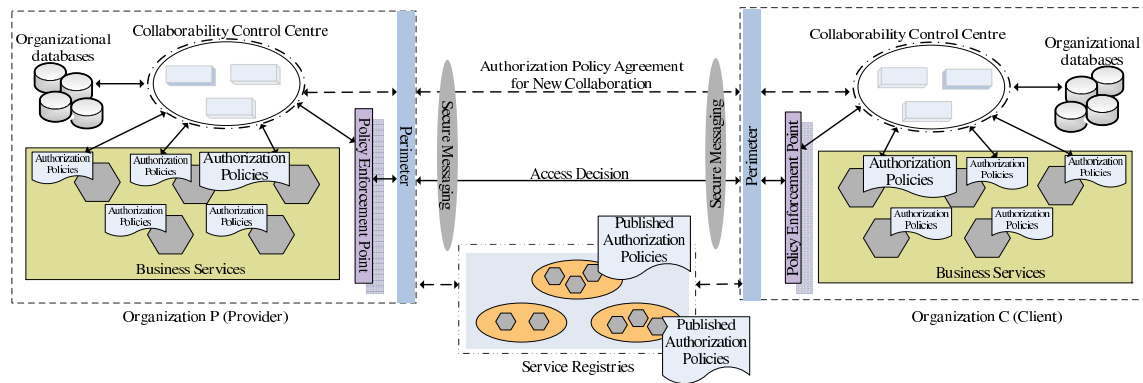 Organizational
databases
Collaborability Control Centre
Authorization
Policies
Authorization
Policies
Authorization
Policies
Authorization
Policies
Authorization
Policies
Business Services
Policy Enforcement Point
Perimeter
Organization P (Provider)
Secure Messaging
Authorization Policy Agreement
for New Collaboration
Access Decision
Secure Messaging
Published
Authorization
Policies
Published
Authorization
Policies
Service Registries
Perimeter
Policy Enforcement Point
Collaborability Control Centre
Organizational
databases
Authorization
Policies
Authorization
Policies
Authorization
Policies
Authorization
Policies
Authorization
Policies
Business Services
Organization C (Client)